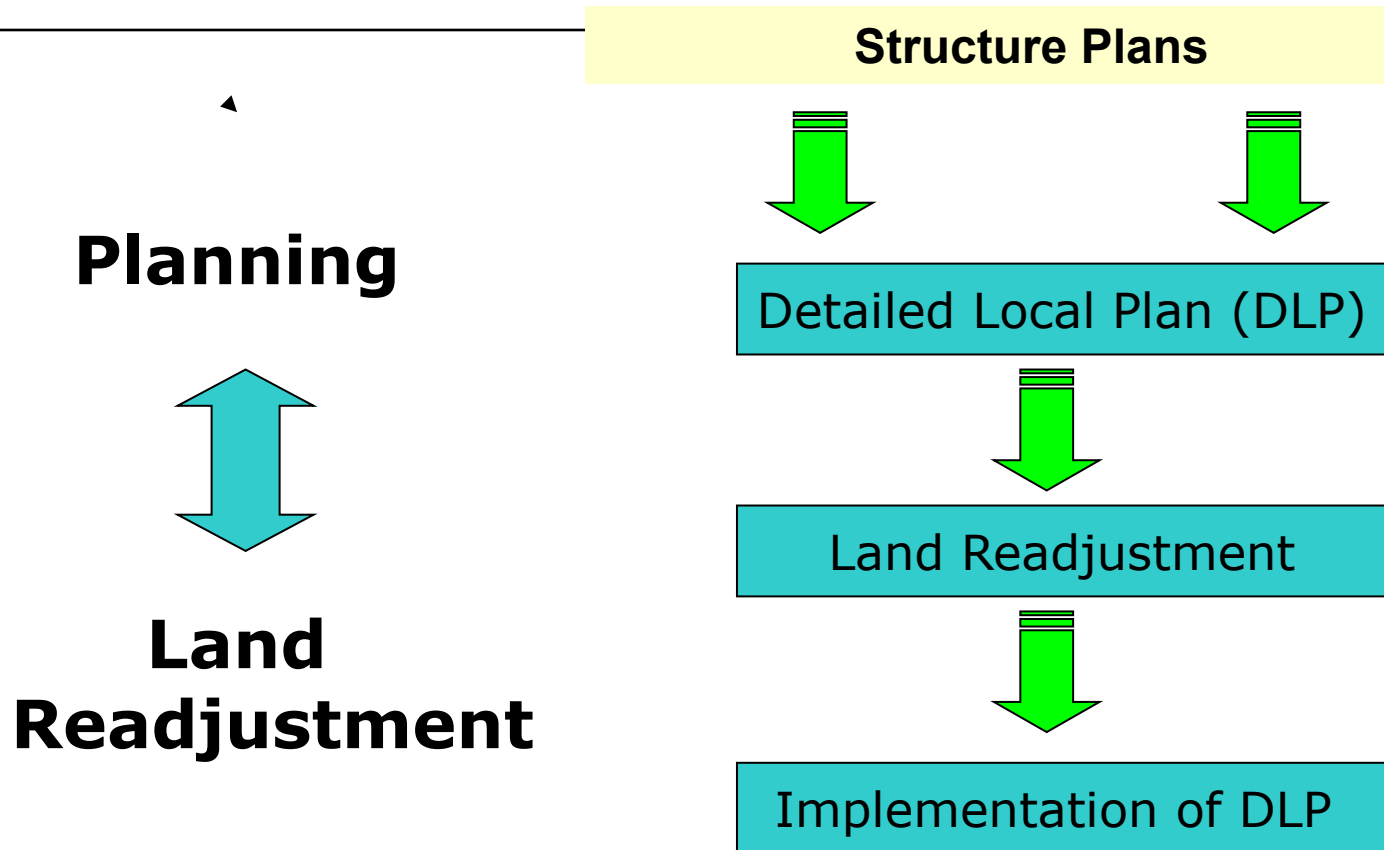 Structure Plans
Planning
Land
Readjustment
Detailed Local Plan (DLP)
Land Readjustment
Implementation of DLP